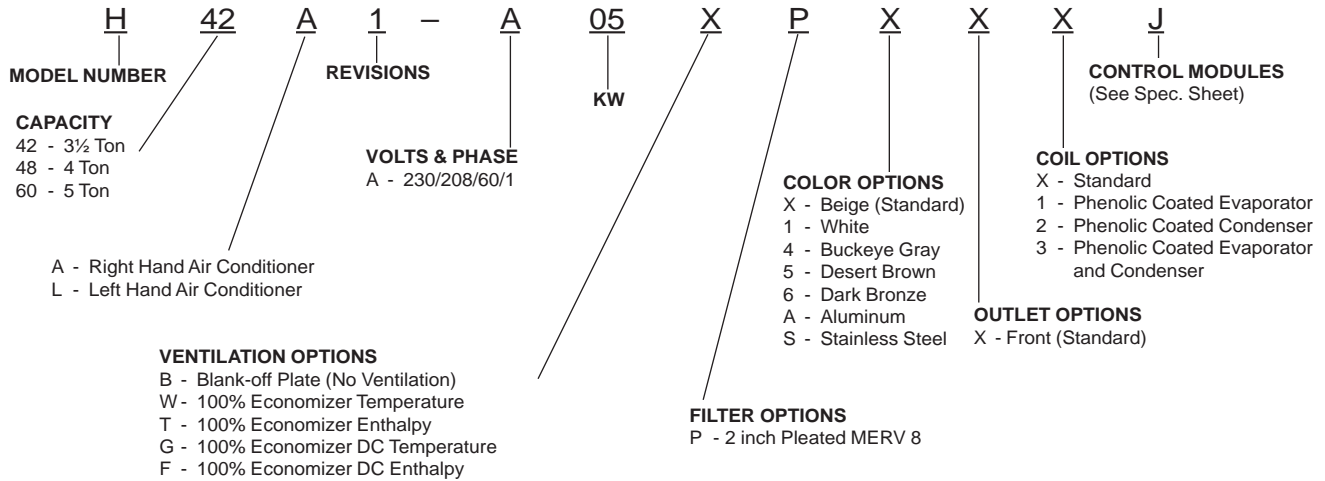 H 42 A 1 – A 05 X P X X X J
MODEL NUMBER
REVISIONS
KW
CONTROL MODULES
(See Spec. Sheet)
CAPACITY
42 - 3½ Ton
48 - 4 Ton
60 - 5 Ton
VOLTS & PHASE
A - 230/208/60/1
COLOR OPTIONS
X - Beige (Standard)
1 - White
4 - Buckeye Gray
5 - Desert Brown
6 - Dark Bronze
A - Aluminum
S - Stainless Steel
COIL OPTIONS
X - Standard
1 - Phenolic Coated Evaporator
2 - Phenolic Coated Condenser
3 - Phenolic Coated Evaporator
and Condenser
A - Right Hand Air Conditioner
L - Left Hand Air Conditioner
OUTLET OPTIONS
X - Front (Standard)
VENTILATION OPTIONS
B - Blank-off Plate (No Ventilation)
W - 100% Economizer Temperature
T - 100% Economizer Enthalpy
G - 100% Economizer DC Temperature
F - 100% Economizer DC Enthalpy
FILTER OPTIONS
P - 2 inch Pleated MERV 8